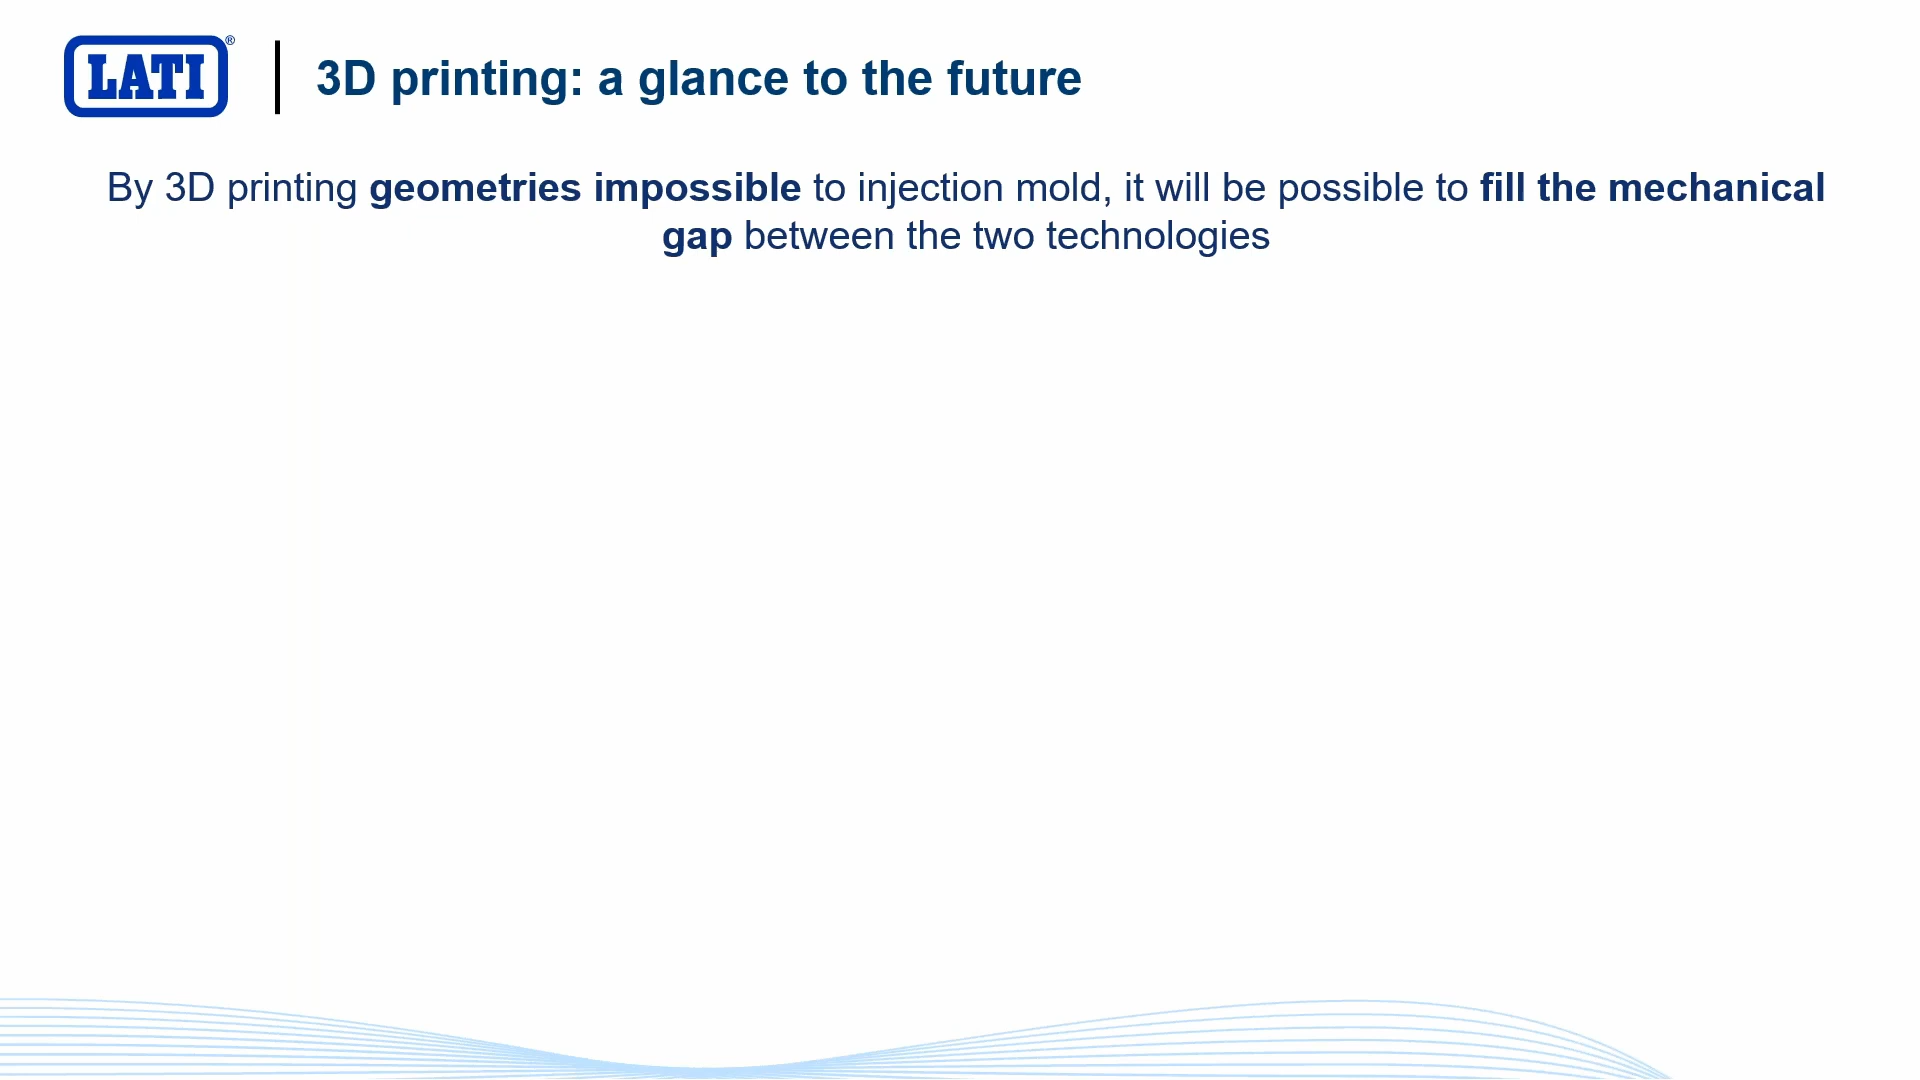 LATI®
3D printing: a glance to the future
By 3D printing geometries impossible to injection mold, it will be possible to fill the mechanical
gap between the two technologies